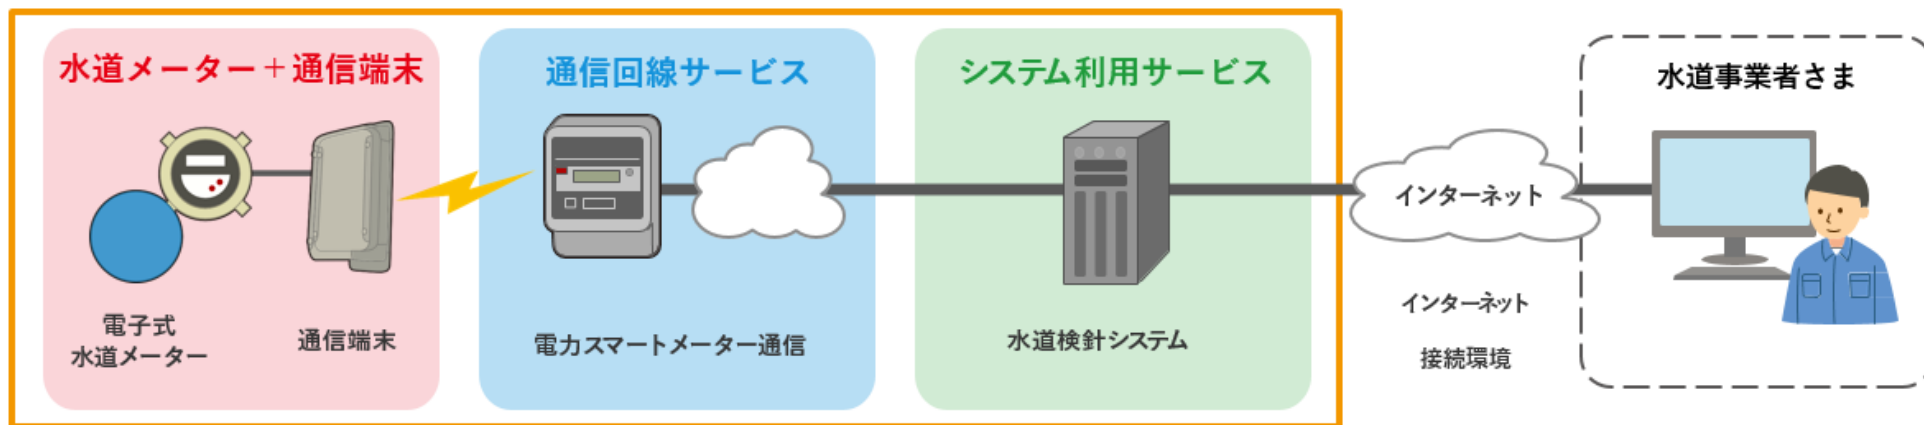 水道メーター＋通信端末
電子式
水道メーター
通信端末
通信回線サービス
電力スマートメーター通信
システム利用サービス
水道検針システム
インターネット
インターネット
接続環境
水道事業者さま